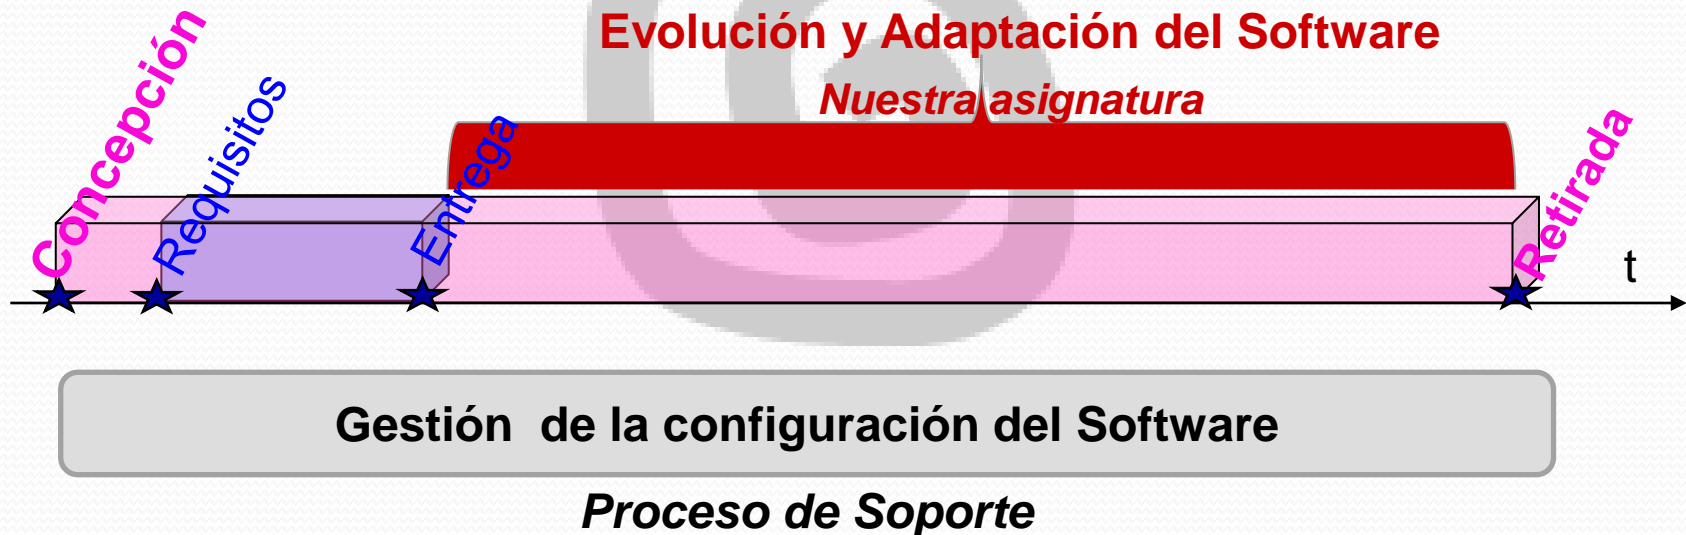 Evolución y Adaptación del Software
Nuestra asignatura
Concepción
Requisitos
Entrega
Retirada
t
Gestión de la configuración del Software
Proceso de Soporte